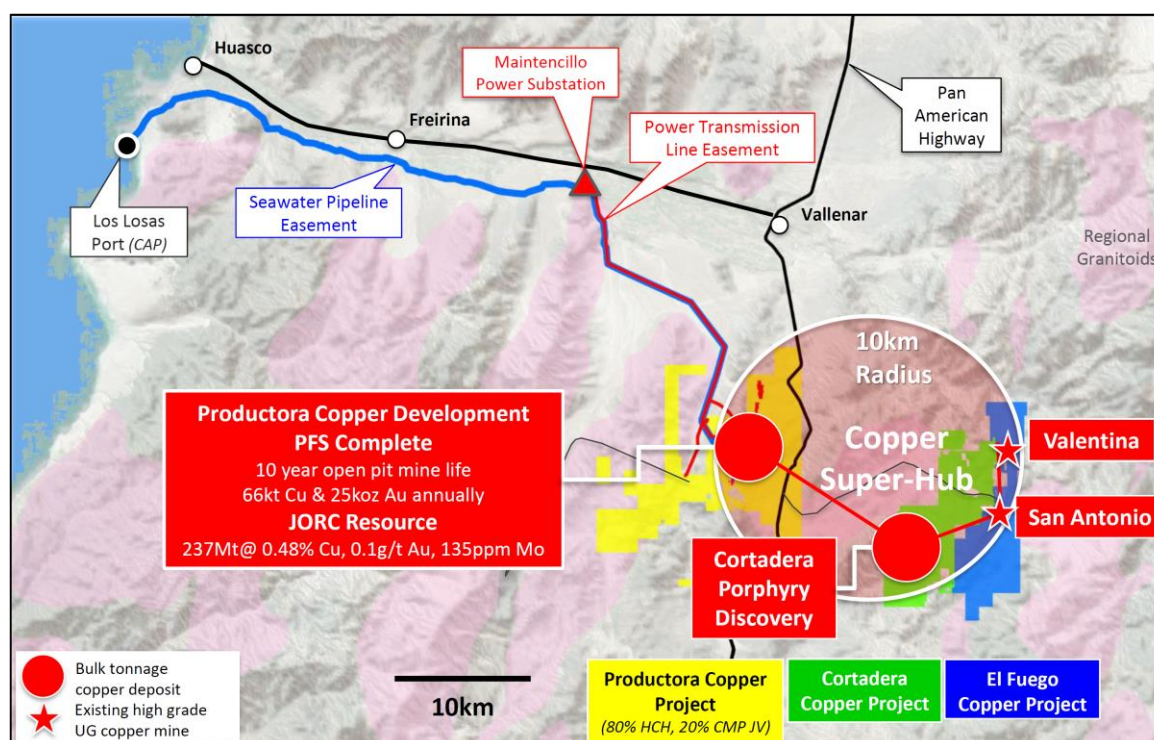 Huasco
Maintencillo
Power Substation
Freirina
Power Transmission
Line Easement
Pan
American
Highway
Seawater Pipeline
Easement
Los Losas
Port (CAP)
Vallenar
Regional
Granitoids
10km
Radius
Copper
Super-Hub
Productora Copper Development
PFS Complete
10 year open pit mine life
66kt Cu & 25koz Au annually
JORC Resource
237Mt@ 0.48% Cu, 0.1g/t Au, 135ppm Mo
Valentina
San Antonio
Cortadera
Porphyry
Discovery
Bulk tonnage
copper deposit
Existing high grade
UG copper mine
10km
Productora Copper
Project
(80% HCH, 20% CMP JV)
Cortadera
Copper Project
El Fuego
Copper Project